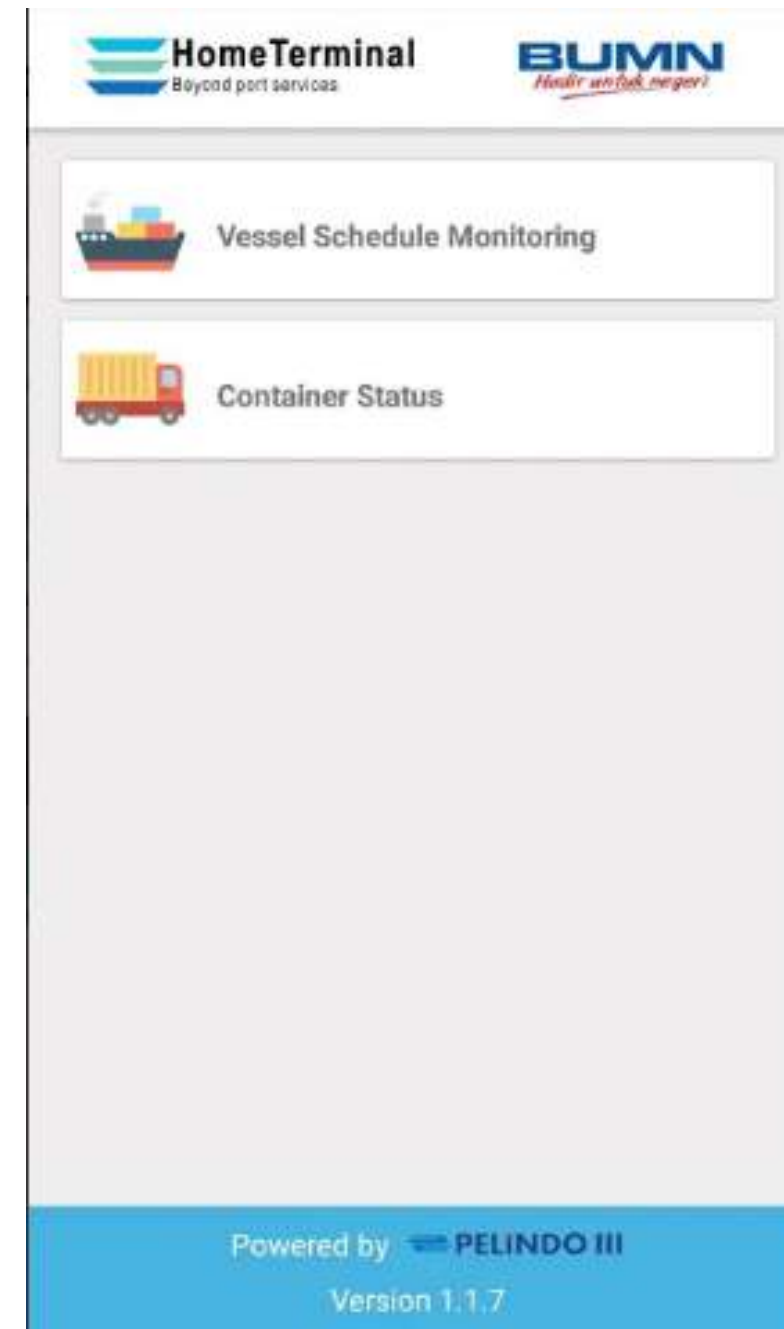 HomeTerminal
Beyond port services
BUMN
Hadir untuk negeri
Vessel Schedule Monitoring
Container Status
Powered by PELINDO III
Version 1.1.7